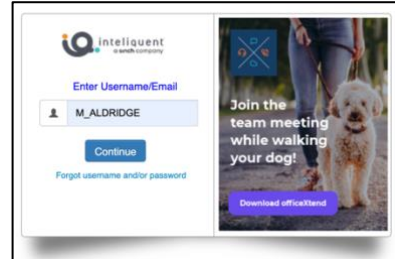 inteliquent
a sinch company
Enter Username/Email
M_ALDRIDGE
Continue
Forgot username and/or password
Join the
team meeting
while walking
your dog!
Download officeXtend